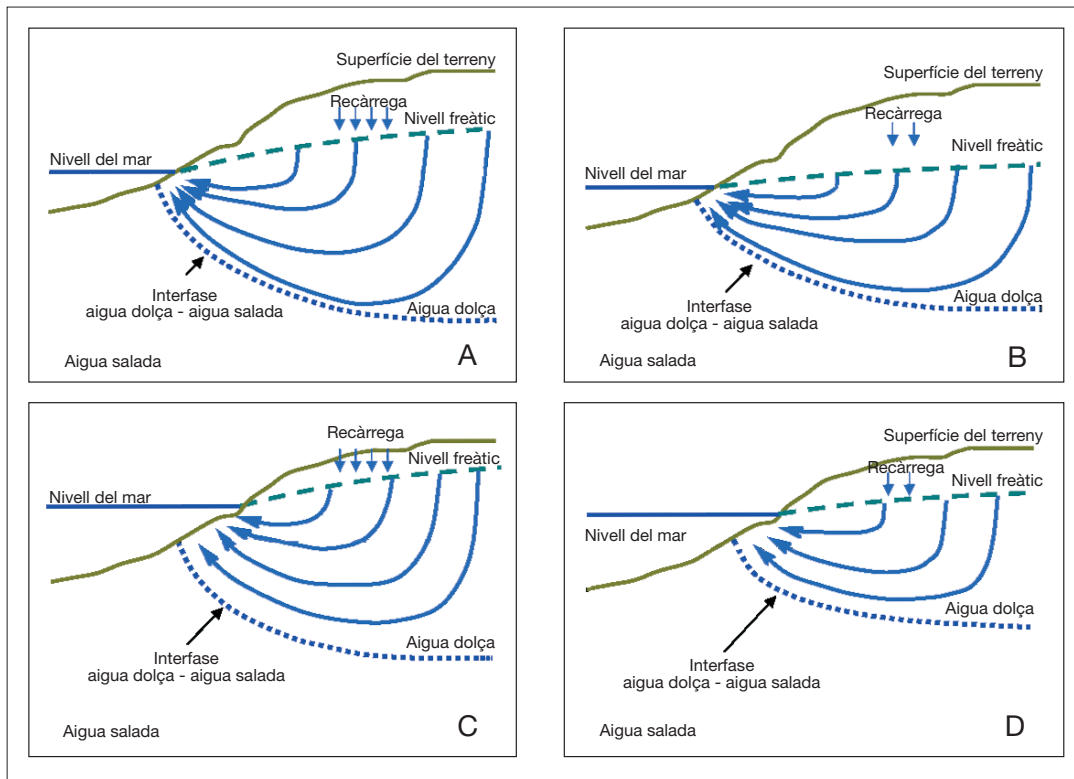 Superfície del terreny
Recàrrega
Nivell freàtic
Nivell del mar
Interfase
aigua dolça - aigua salada
Aigua dolça
Aigua salada
A
Superfície del terreny
Recàrrega
Nivell freàtic
Nivell del mar
Aigua dolça
Interfase
aigua dolça - aigua salada
Aigua salada
B
Recàrrega
Nivell freàtic
Nivell del mar
Aigua dolça
Interfase
aigua dolça - aigua salada
Aigua salada
C
Superfície del terreny
Recàrrega
Nivell freàtic
Nivell del mar
Aigua dolça
Interfase
aigua dolça - aigua salada
Aigua salada
D